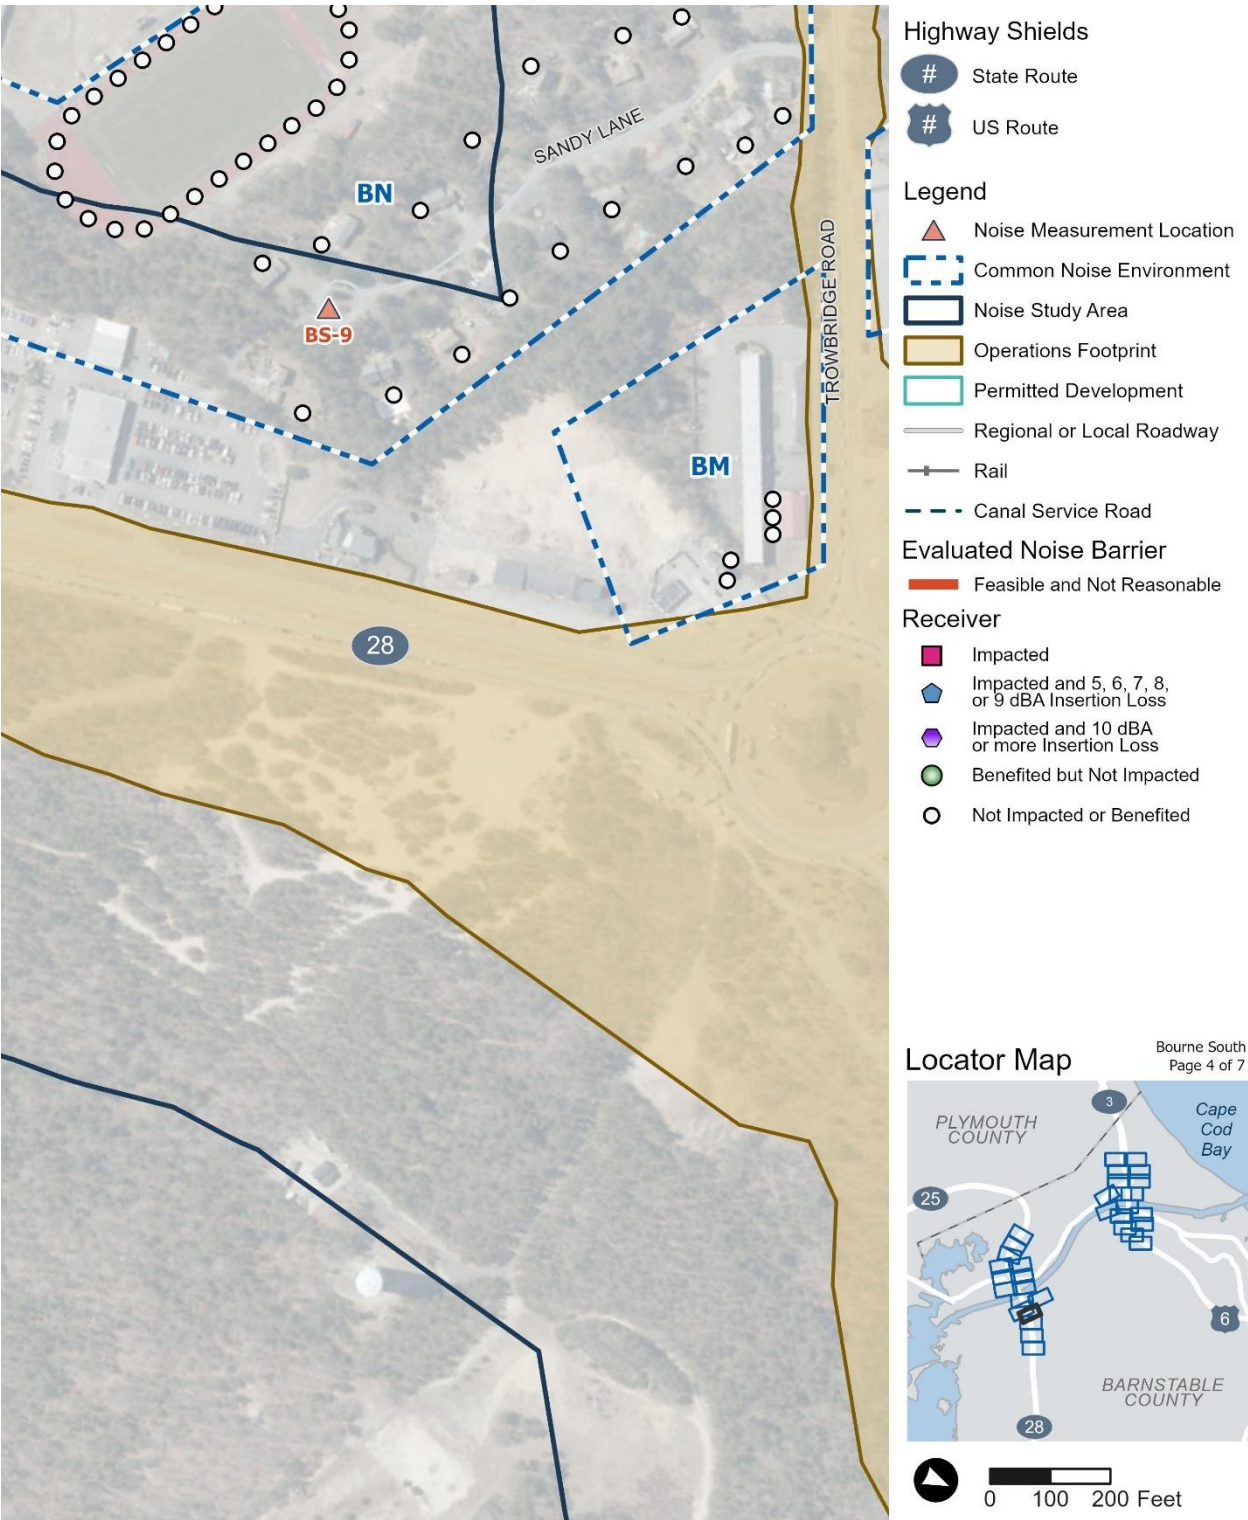 SANDY LANE
BN
BS-9
TROWBRIDGE ROAD
BM
28
Highway Shields
# State Route
# US Route
Legend
Noise Measurement Location
Common Noise Environment
Noise Study Area
Operations Footprint
Permitted Development
Regional or Local Roadway
Rail
Canal Service Road
Evaluated Noise Barrier
Feasible and Not Reasonable
Receiver
Impacted
Impacted and 5, 6, 7, 8,
or 9 dBA Insertion Loss
Impacted and 10 dBA
or more Insertion Loss
Benefited but Not Impacted
Not Impacted or Benefited
Locator Map
Bourne South
Page 4 of 7
3
PLYMOUTH
COUNTY
Cape
Cod
Bay
25
6
BARNSTABLE
COUNTY
28
0 100 200 Feet